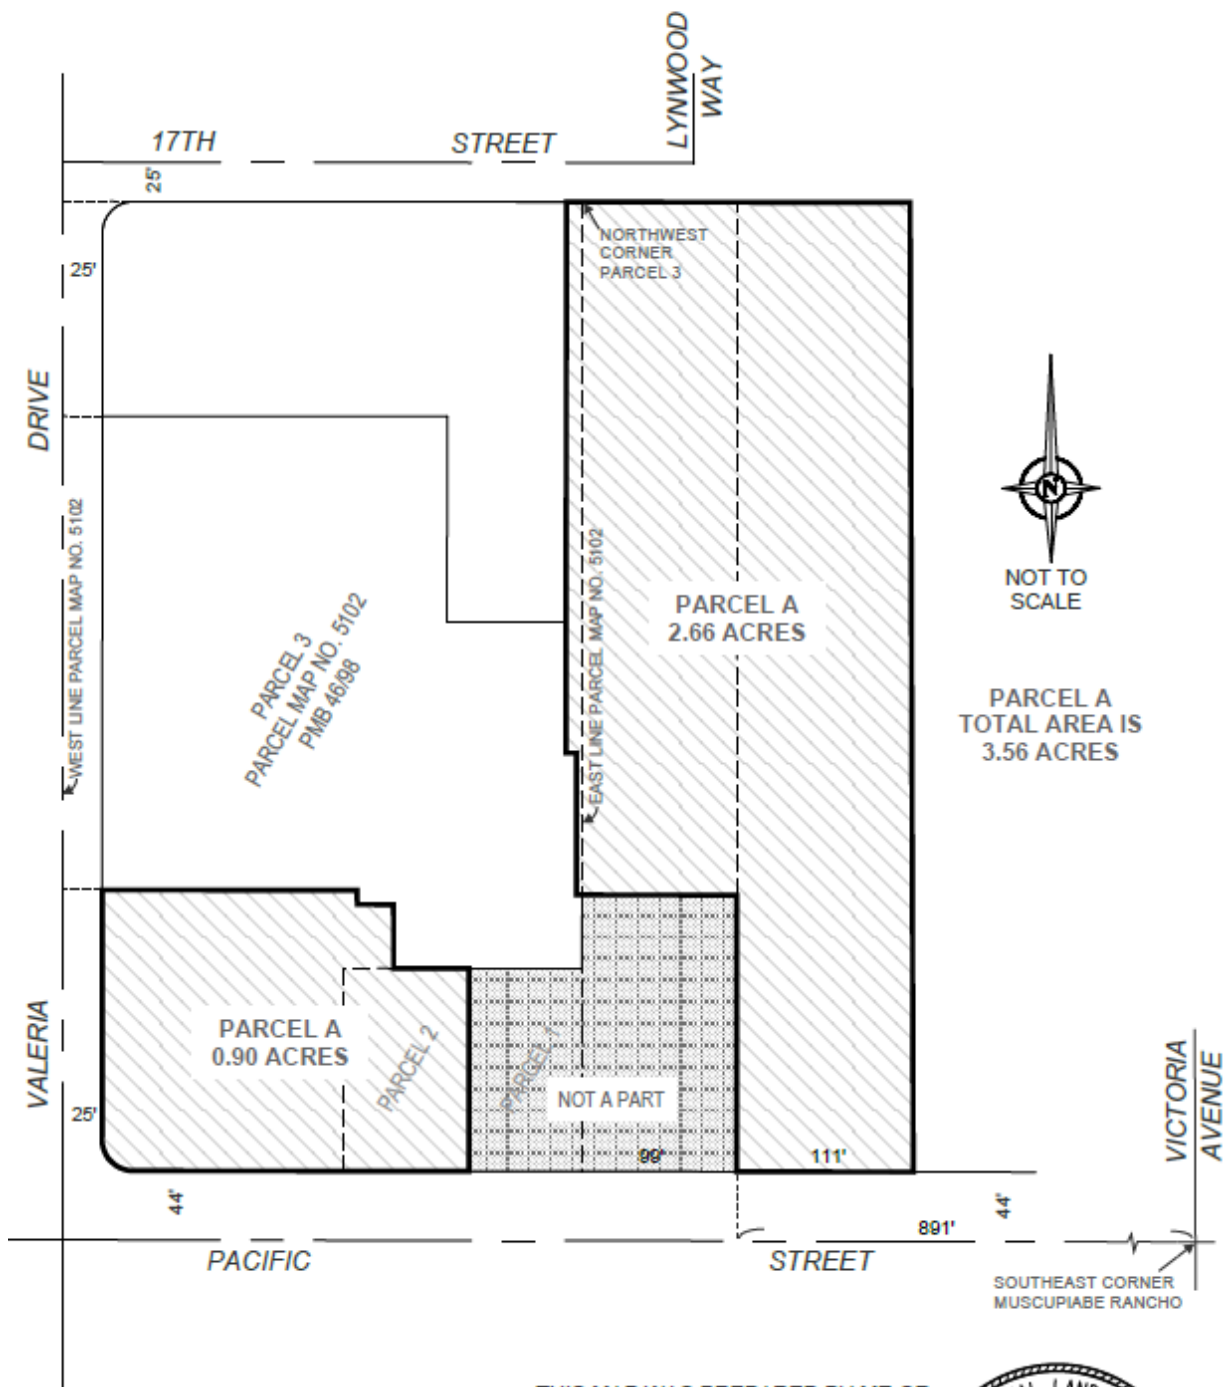 LYNWOOD
WAY
17TH STREET
25'
NORTHWEST
CORNER
PARCEL 3
25'
DRIVE
WEST LINE PARCEL MAP NO. 5102
EAST LINE PARCEL MAP NO. 5102
NOT TO
SCALE
PARCEL A
2.66 ACRES
PARCEL 3
PARCEL MAP NO. 5102
PMB 46/98
PARCEL A
TOTAL AREA IS
3.56 ACRES
N
VALERIA
PARCEL A
0.90 ACRES
PARCEL 2
PARCEL 1
NOT A PART
25'
99'
111'
VICTORIA
AVENUE
44'
44'
891'
PACIFIC STREET
SOUTHEAST CORNER
MUSCUPIABE RANCHO
LAND